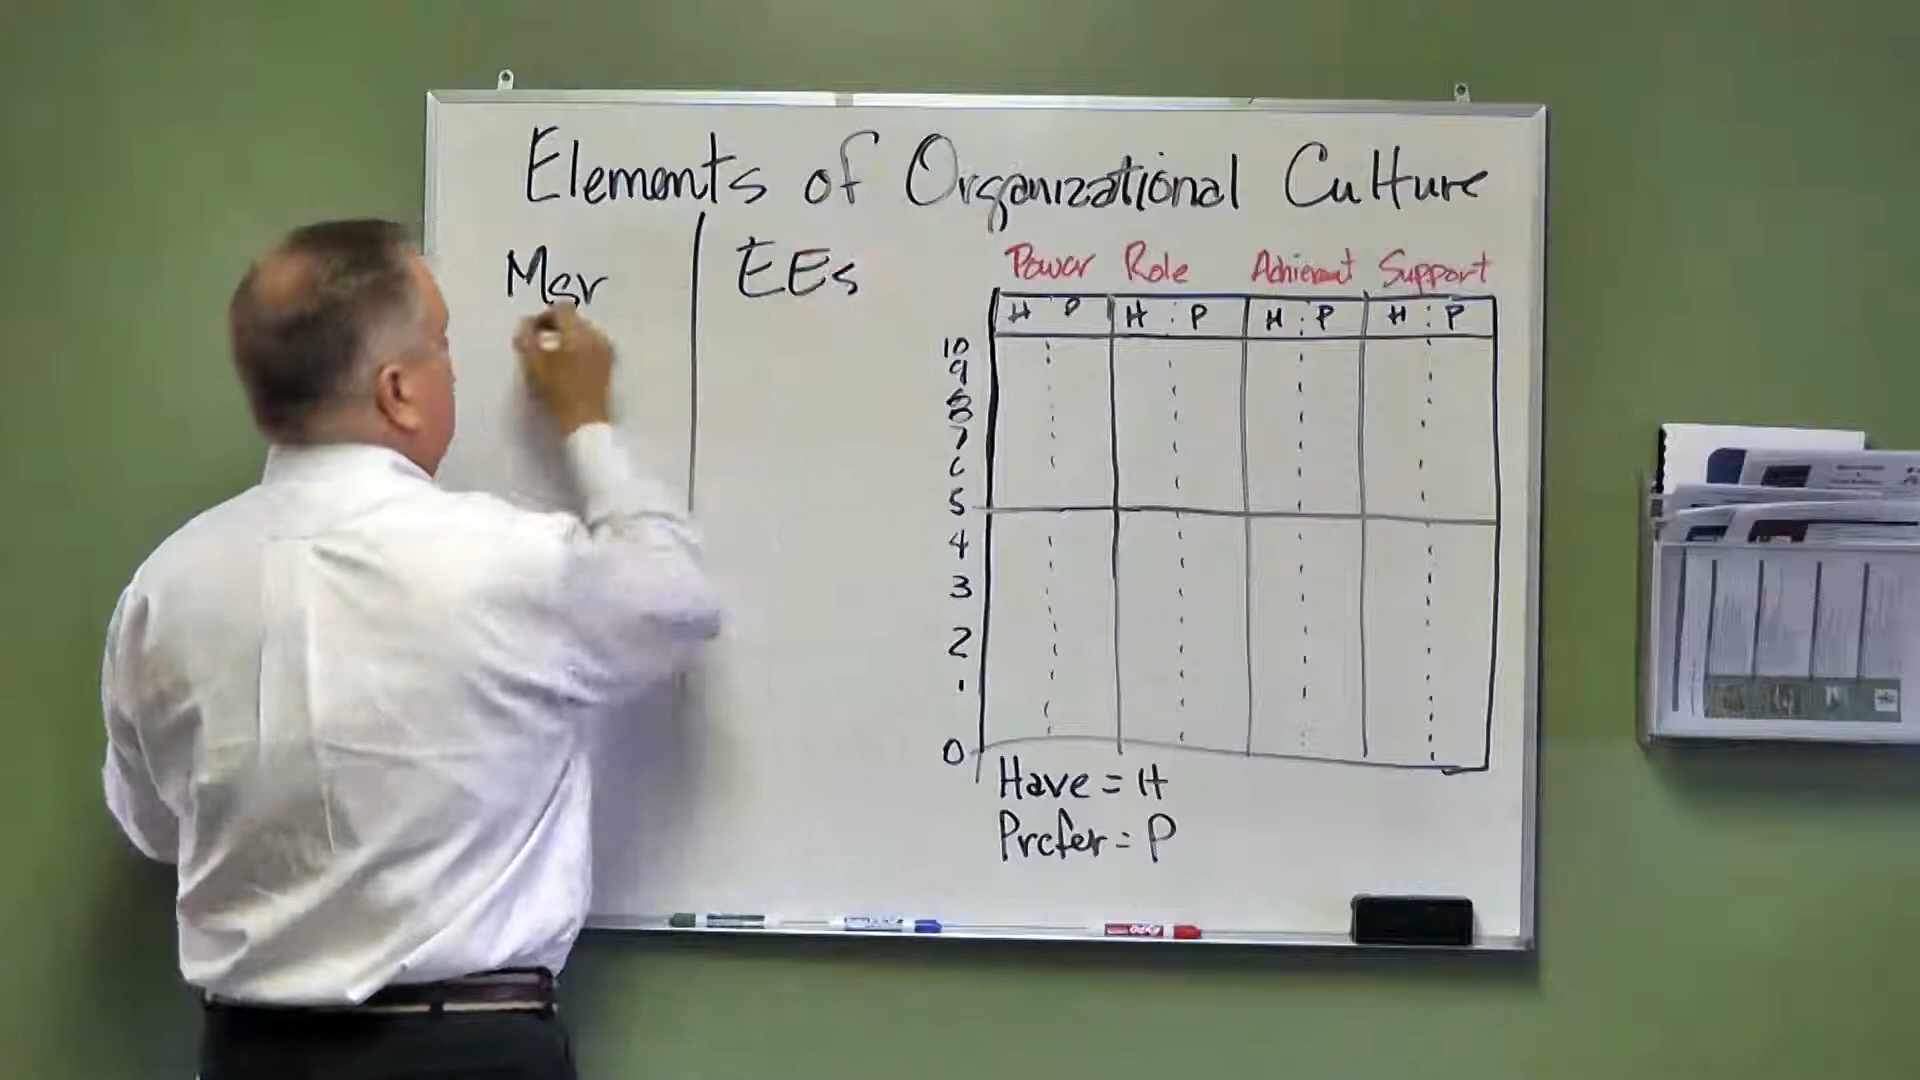 Elements of Organizational Culture
Mgr EEs
Power Role Achievemt Support
H P H P H P H P
10
9
8
7
6
5
4
3
2
1
0
Have = H
Prefer = P